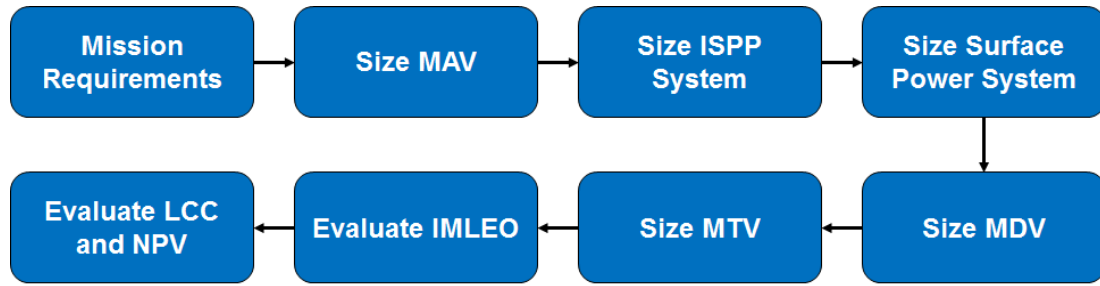 Mission
Requirements
Size MAV
Size ISPP
System
Size Surface
Power System
Size MDV
Size MTV
Evaluate IMLEO
Evaluate LCC
and NPV